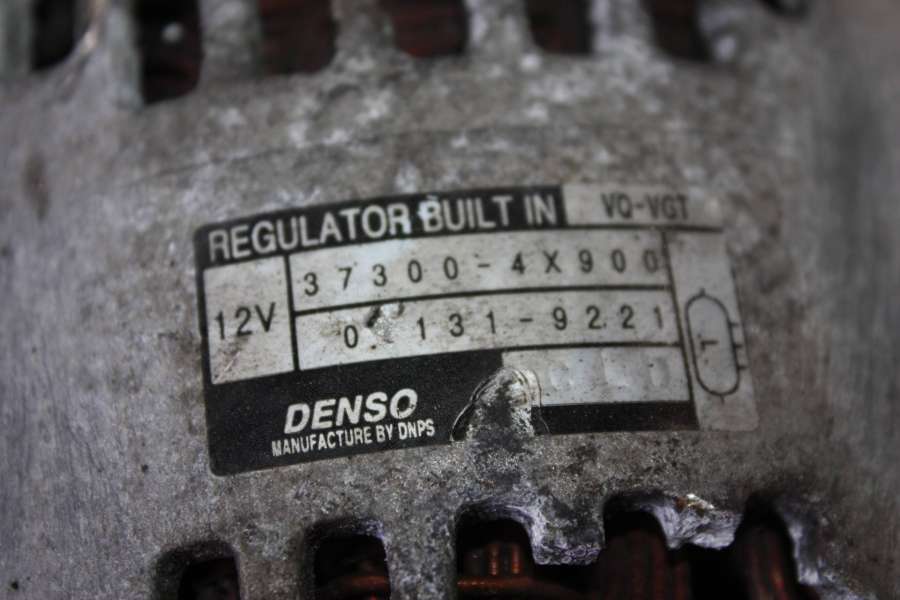 REGULATOR BUILT IN VQ-VGT
12V
37300-4X900
0. 131-9221
DENSO
MANUFACTURE BY DNPS